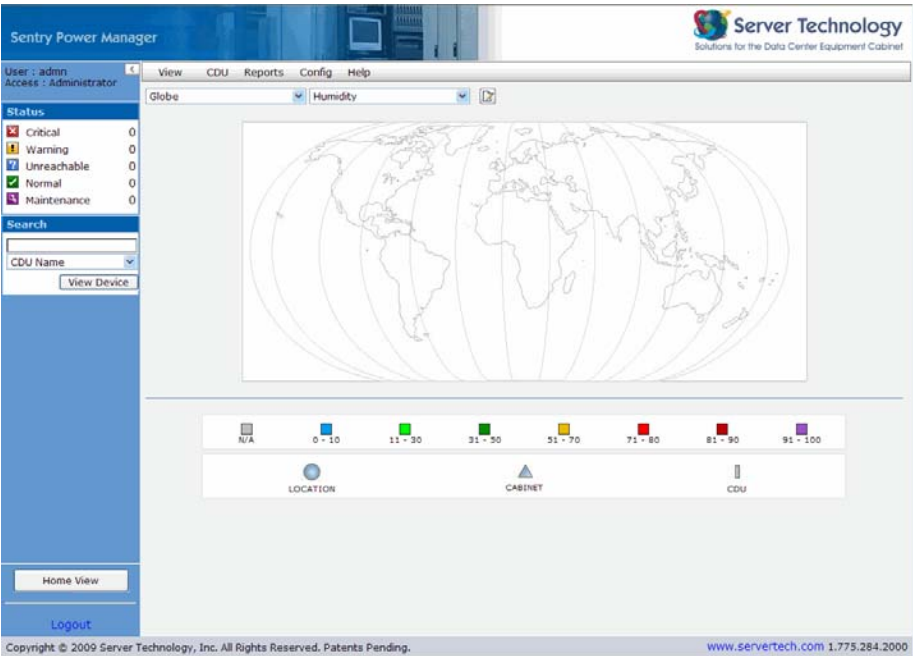 Sentry Power Manager
Server Technology
Solutions for the Data Center Equipment Cabinet
User : admn
Access : Administrator
<
View CDU Reports Config Help
Globe Humidity
Status
Critical 0
Warning 0
Unreachable 0
Normal 0
Maintenance 0
Search
CDU Name
View Device
N/A 0 - 10 11 - 30 31 - 50 51 - 70 71 - 80 81 - 90 91 - 100
LOCATION CABINET CDU
Home View
Logout
Copyright © 2009 Server Technology, Inc. All Rights Reserved. Patents Pending. www.servertech.com 1.775.284.2000